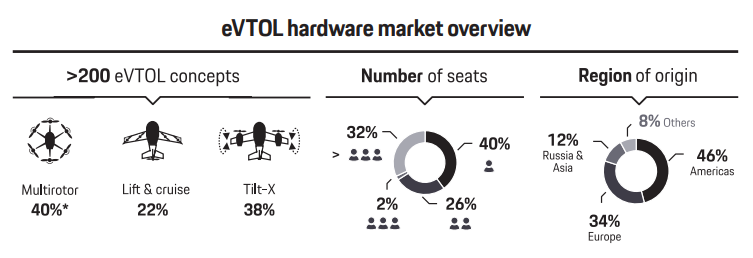 eVTOL hardware market overview
>200 eVTOL concepts
Multirotor
40%*
Lift & cruise
22%
Tilt-X
38%
Number of seats
32%
>
40%
2%
26%
Region of origin
8% Others
12%
Russia &
Asia
46%
Americas
34%
Europe